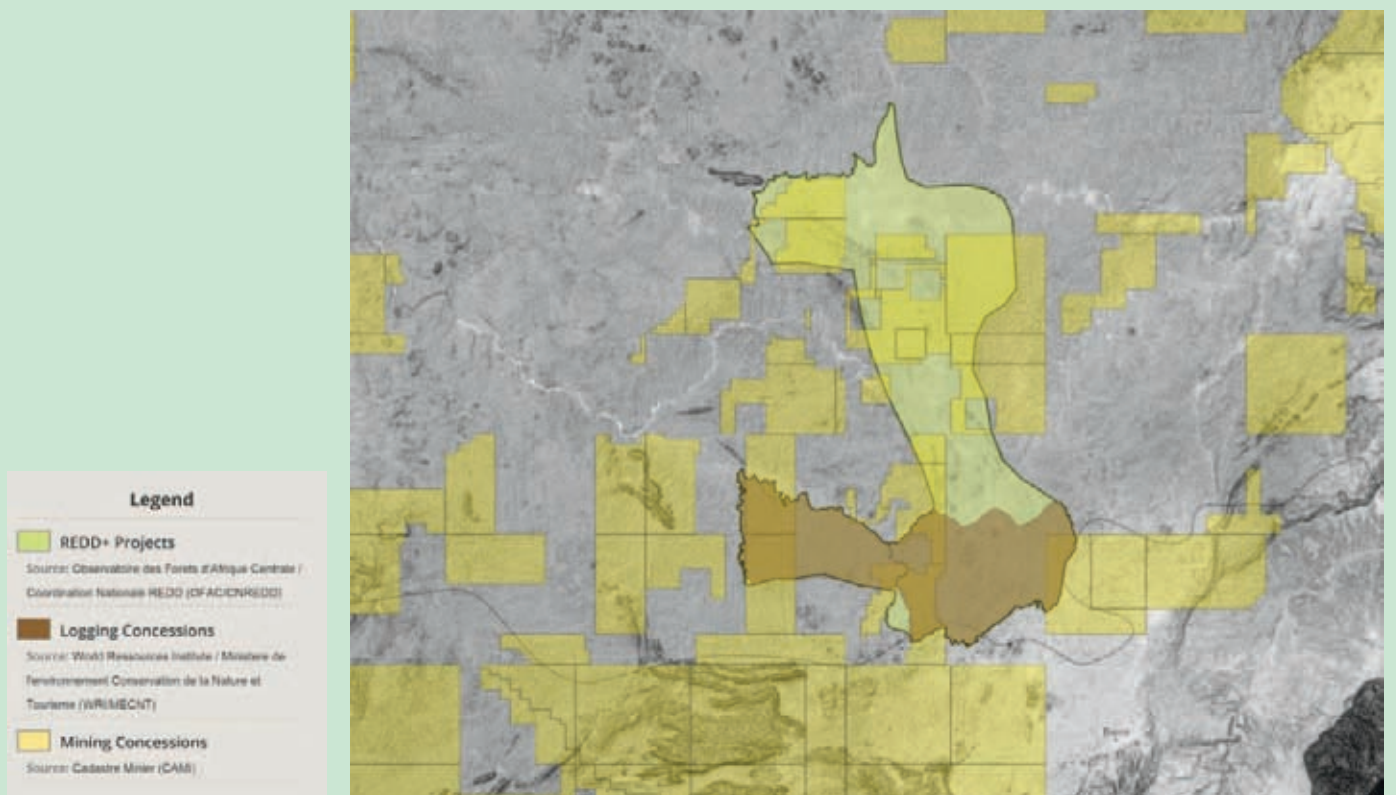 Legend
REDD+ Projects
Source: Observatoire des Forets d'Afrique Centrale /
Coordination Nationale REDD (OFAC/CNREDD)
Logging Concessions
Source: World Ressources Institute / Ministere de
l'environnement Conservation de la Nature et
Tourisme (WRI/MECNT)
Mining Concessions
Source: Cadastre Minier (CAMI)